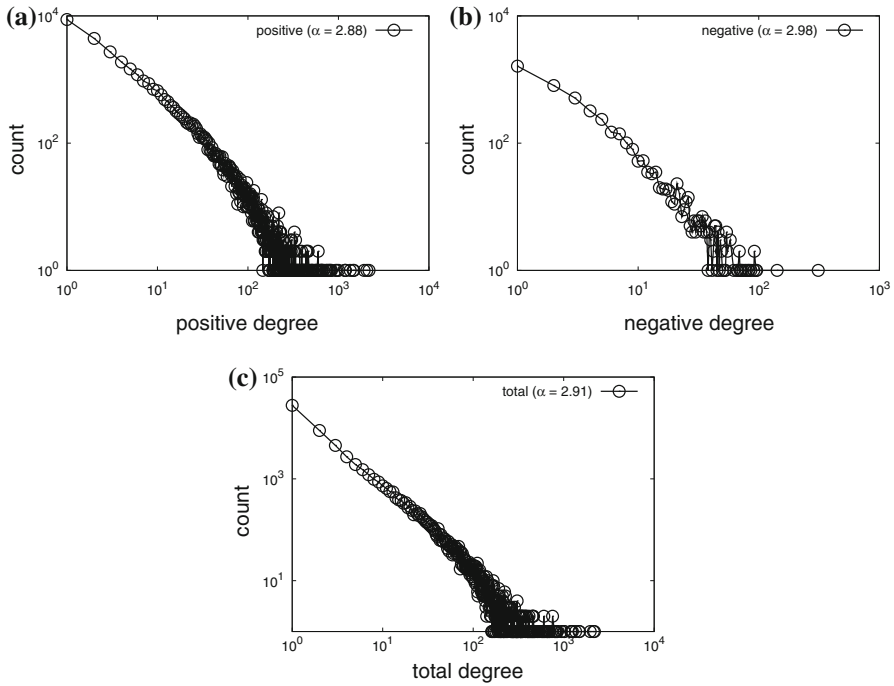 (a)
positive (α = 2.88)
10^4
10^2
10^0
count
10^0 10^1 10^2 10^3 10^4
positive degree
(b)
negative (α = 2.98)
10^4
10^2
10^0
count
10^0 10^1 10^2 10^3
negative degree
(c)
total (α = 2.91)
10^5
10^3
10^1
count
10^0 10^1 10^2 10^3 10^4
total degree